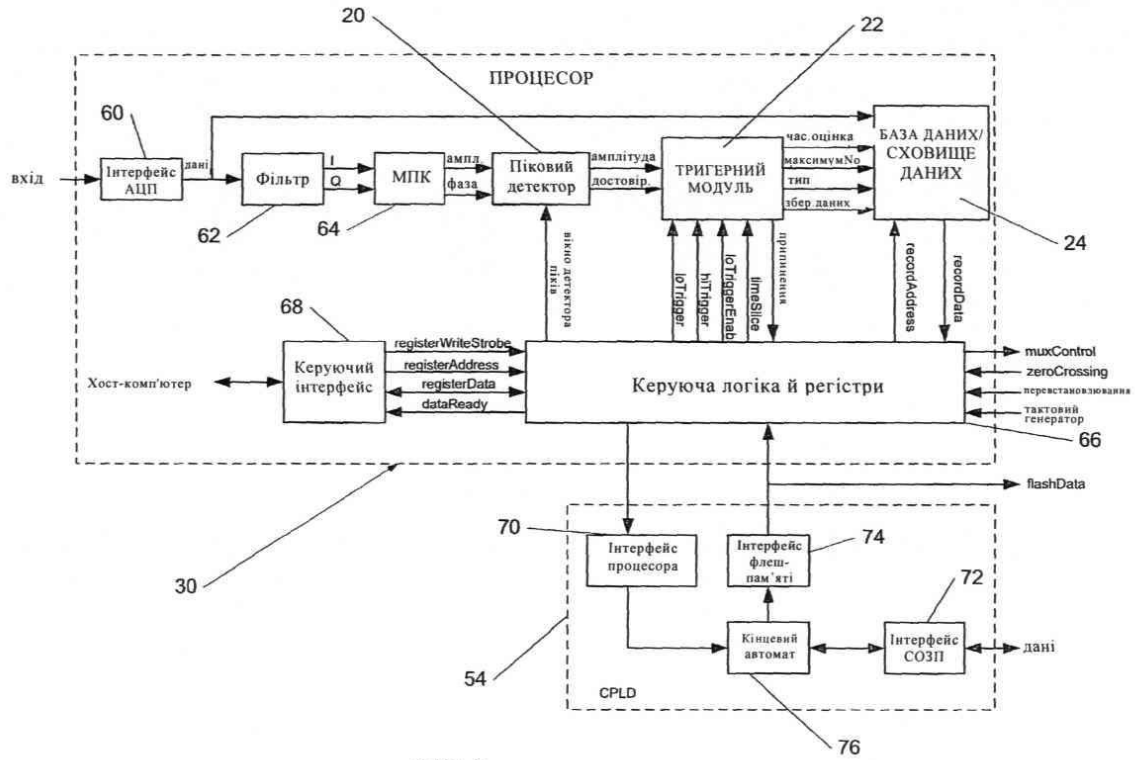 20
22
ПРОЦЕСОР
60
Інтерфейс
АЦП
вхід
дані
Фільтр
I
Q
62
МПК
64
ампл.
фаза
Піковий
детектор
амплітуда
достовір.
ТРИГЕРНИЙ
МОДУЛЬ
час.оцінка
максимумNo
тип
збер.даних
БАЗА ДАНИХ/
СХОВИЩЕ
ДАНИХ
24
вікно детектора
піків
loTrigger
hiTrigger
loTriggerEnab
timeSlice
припинення
recordAddress
recordData
68
Хост-комп'ютер
Керуючий
інтерфейс
registerWriteStrobe
registerAddress
registerData
dataReady
Керуюча логіка й регістри
muxControl
zeroCrossing
перевстановлювання
тактовий
генератор
66
30
flashData
70
Інтерфейс
процесора
Інтерфейс
флеш-
пам'яті
74
72
Кінцевий
автомат
Інтерфейс
СОЗП
дані
54
CPLD
76